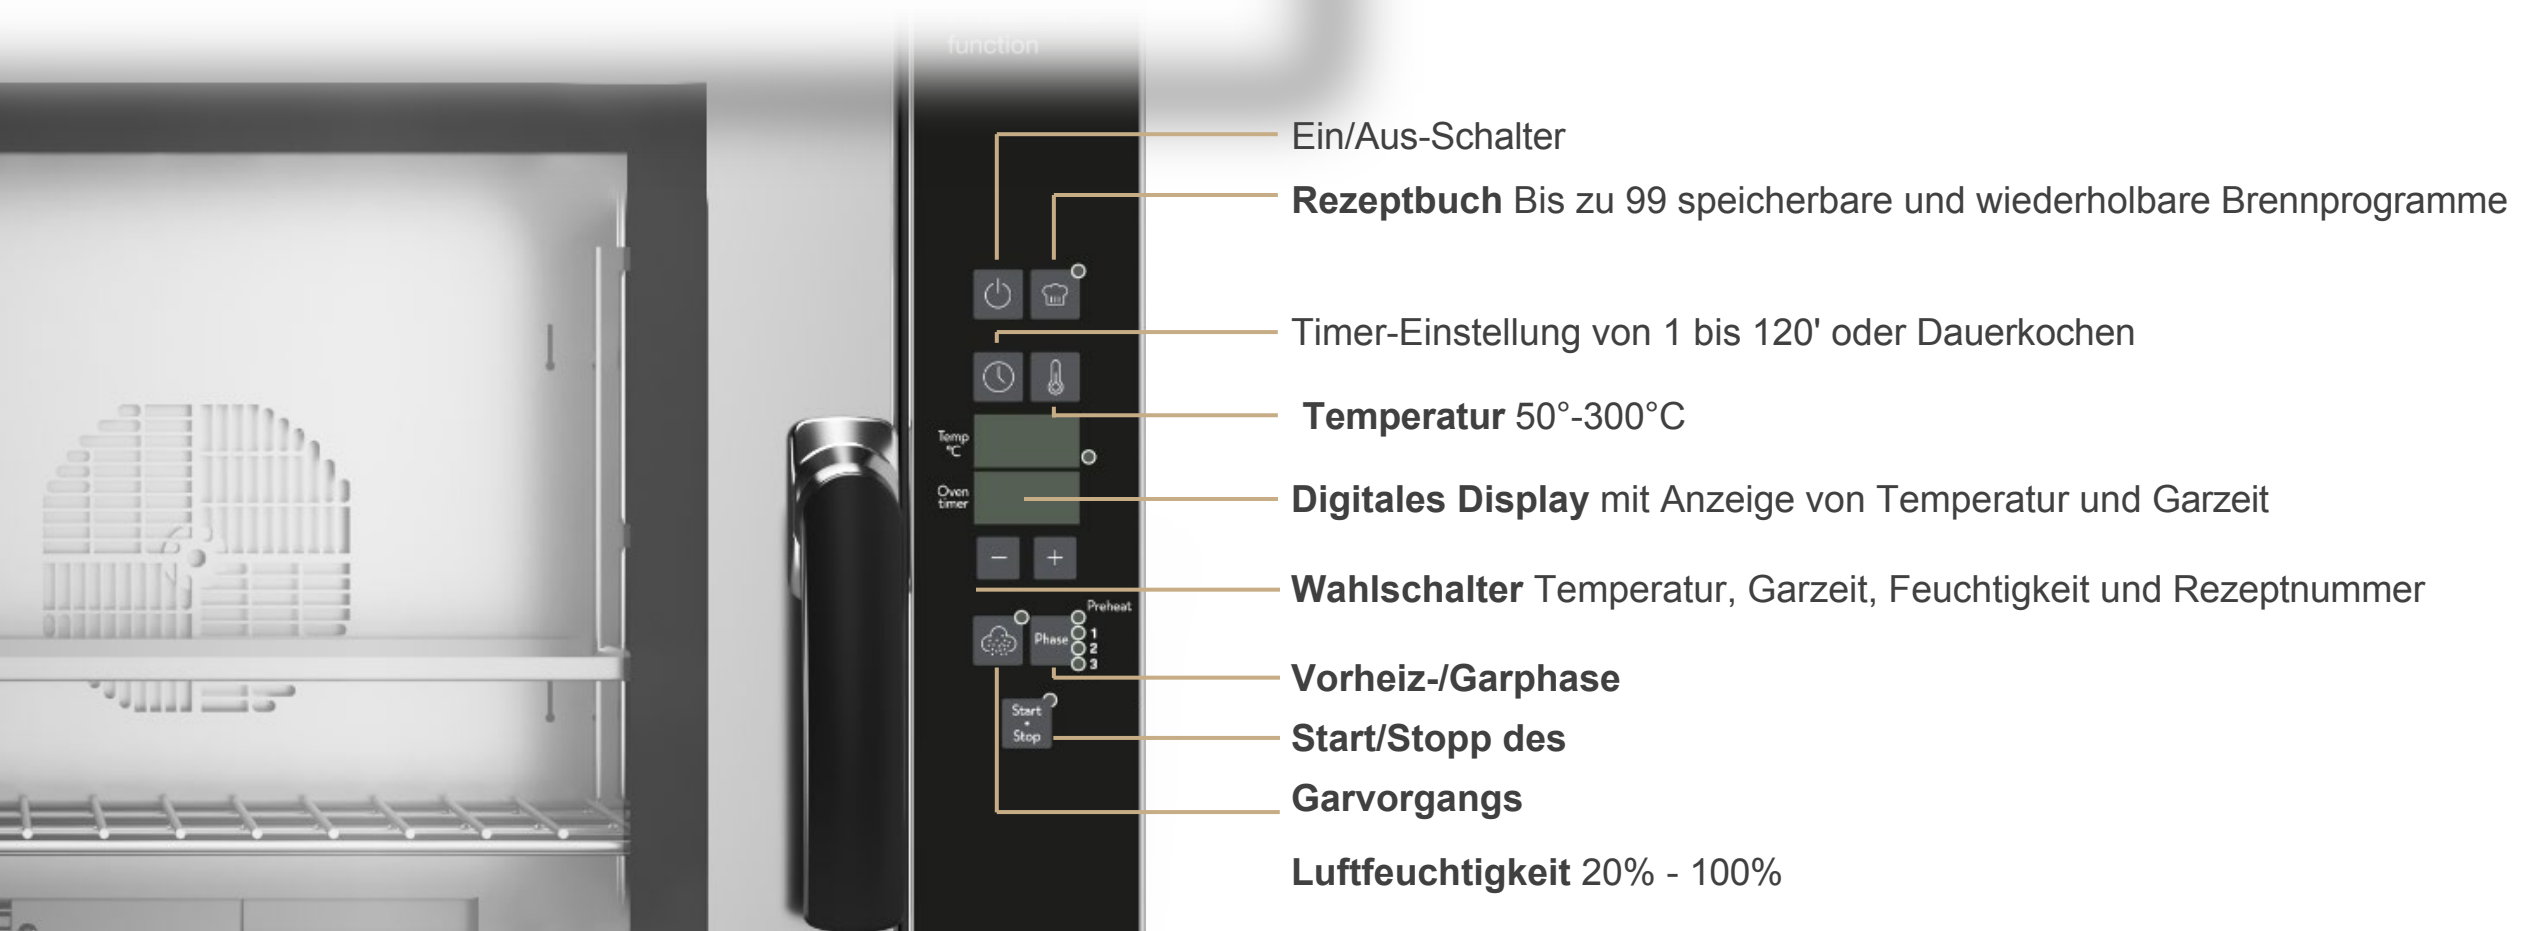 function
Ein/Aus-Schalter
Rezeptbuch Bis zu 99 speicherbare und wiederholbare Brennprogramme
Timer-Einstellung von 1 bis 120' oder Dauerkochen
Temperatur 50°-300°C
Temp
°C
Digitales Display mit Anzeige von Temperatur und Garzeit
Oven
timer
− +
Wahlschalter Temperatur, Garzeit, Feuchtigkeit und Rezeptnummer
Preheat
Phase
1
2
3
Vorheiz-/Garphase
Start
•
Stop
Start/Stopp des
Garvorgangs
Luftfeuchtigkeit 20% - 100%